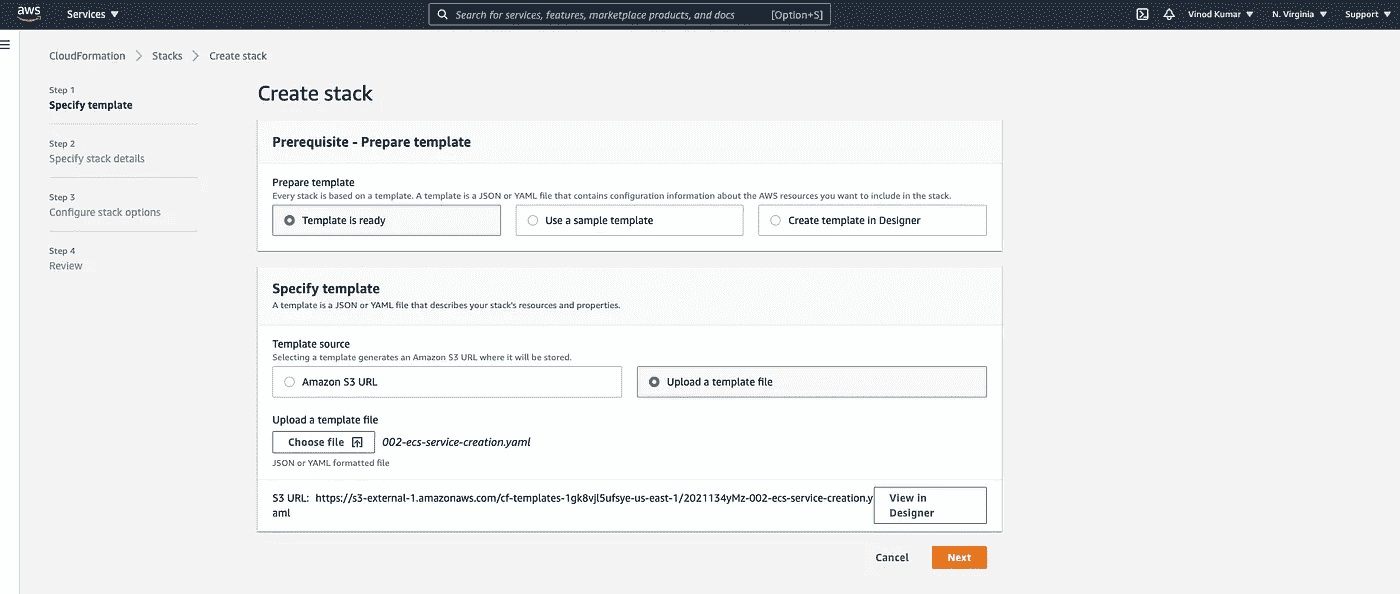 aws
Services
Search for services, features, marketplace products, and docs [Option+S]
Vinod Kumar
N. Virginia
Support
CloudFormation
Stacks
Create stack
Step 1
Specify template
Step 2
Specify stack details
Step 3
Configure stack options
Step 4
Review
Create stack
Prerequisite - Prepare template
Prepare template
Every stack is based on a template. A template is a JSON or YAML file that contains configuration information about the AWS resources you want to include in the stack.
Template is ready
Use a sample template
Create template in Designer
Specify template
A template is a JSON or YAML file that describes your stack's resources and properties.
Template source
Selecting a template generates an Amazon S3 URL where it will be stored.
Amazon S3 URL
Upload a template file
Upload a template file
Choose file 002-ecs-service-creation.yaml
JSON or YAML formatted file
S3 URL: https://s3-external-1.amazonaws.com/cf-templates-1gk8vjl5ufsye-us-east-1/2021134yMz-002-ecs-service-creation.y
aml
View in
Designer
Cancel
Next